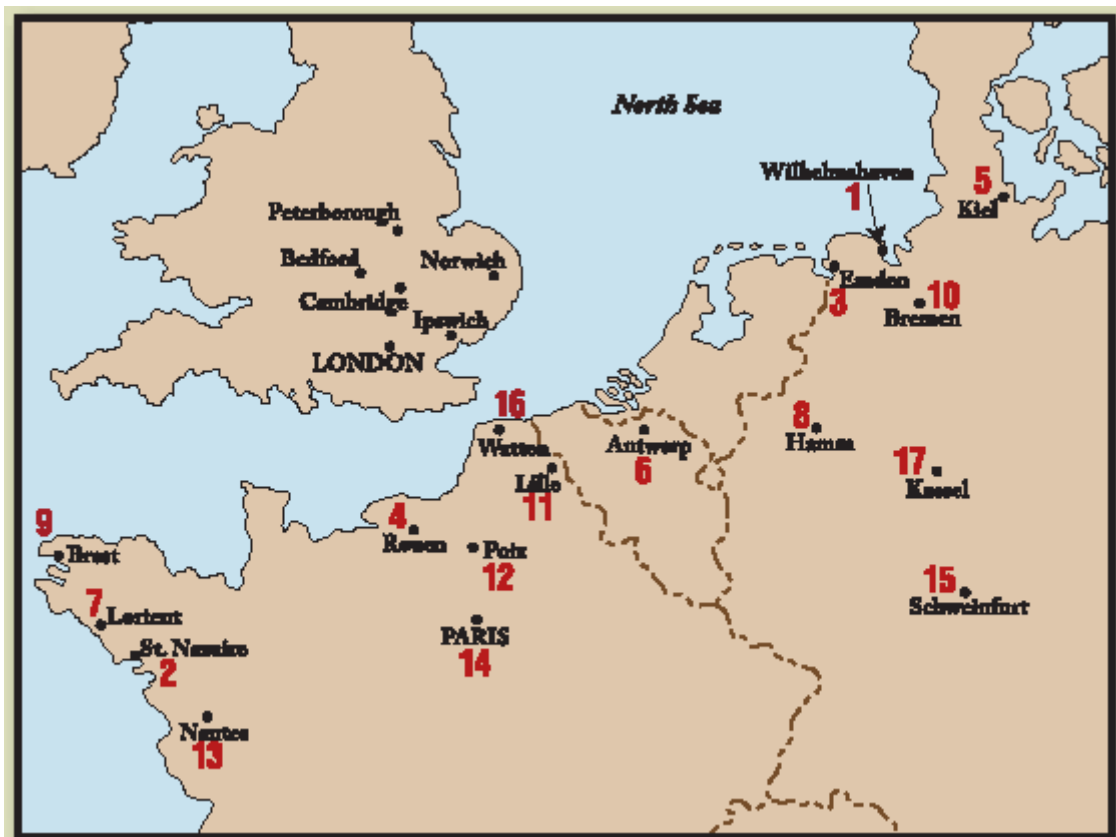 North Sea
Wilhelmshaven
1
5
Kiel
Peterborough
Bedford
Norwich
Emden
3
10
Bremen
Cambridge
Ipswich
LONDON
16
Watten
Antwerp
6
8
Hamm
17
Kassel
Lille
11
4
Rouen
9
Brest
Poix
12
15
Schweinfurt
7
Lorient
PARIS
14
St. Nazaire
2
Nantes
13